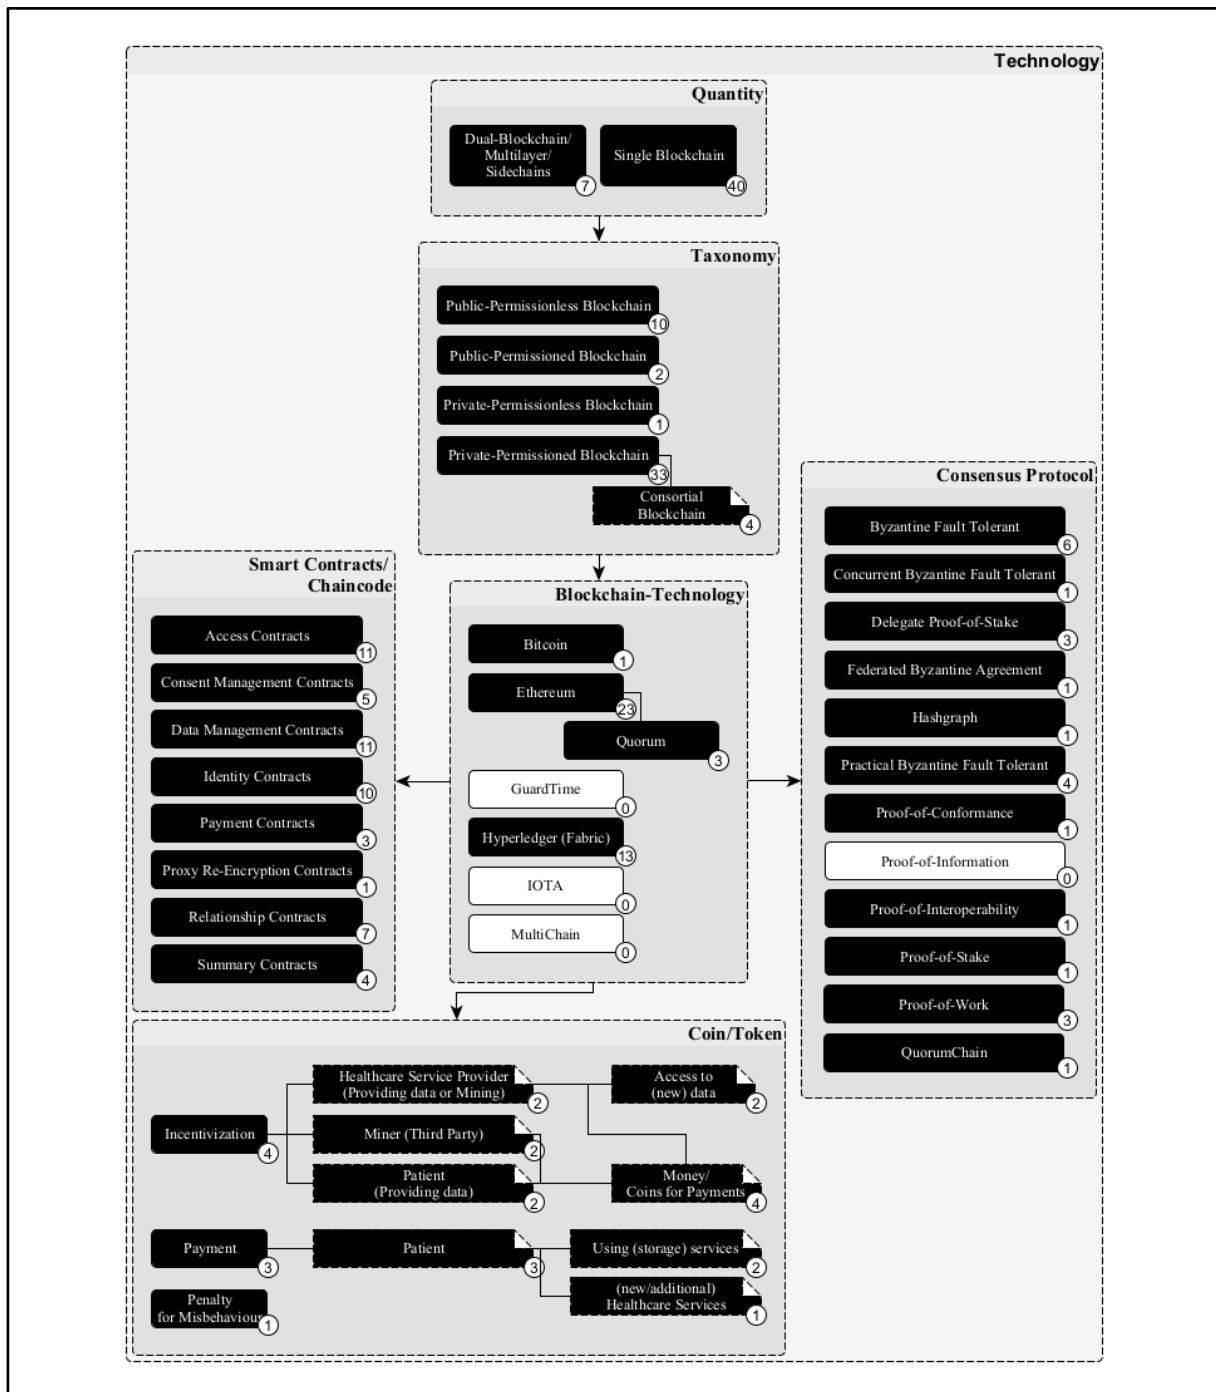 Technology
Quantity
Dual-Blockchain/
Multilayer/
Sidechains
7
Single Blockchain
40
Taxonomy
Public-Permissionless Blockchain
10
Public-Permissioned Blockchain
2
Private-Permissionless Blockchain
1
Private-Permissioned Blockchain
33
Consortial
Blockchain
4
Smart Contracts/
Chaincode
Access Contracts
11
Consent Management Contracts
5
Data Management Contracts
11
Identity Contracts
10
Payment Contracts
3
Proxy Re-Encryption Contracts
1
Relationship Contracts
7
Summary Contracts
4
Blockchain-Technology
Bitcoin
1
Ethereum
23
Quorum
3
GuardTime
0
Hyperledger (Fabric)
13
IOTA
0
MultiChain
0
Consensus Protocol
Byzantine Fault Tolerant
6
Concurrent Byzantine Fault Tolerant
1
Delegate Proof-of-Stake
3
Federated Byzantine Agreement
1
Hashgraph
1
Practical Byzantine Fault Tolerant
4
Proof-of-Conformance
1
Proof-of-Information
0
Proof-of-Interoperability
1
Proof-of-Stake
1
Proof-of-Work
3
QuorumChain
1
Coin/Token
Incentivization
4
Healthcare Service Provider
(Providing data or Mining)
2
Access to
(new) data
2
Miner (Third Party)
2
Patient
(Providing data)
2
Money/
Coins for Payments
4
Payment
3
Patient
3
Using (storage) services
2
(new/additional)
Healthcare Services
1
Penalty
for Misbehaviour
1